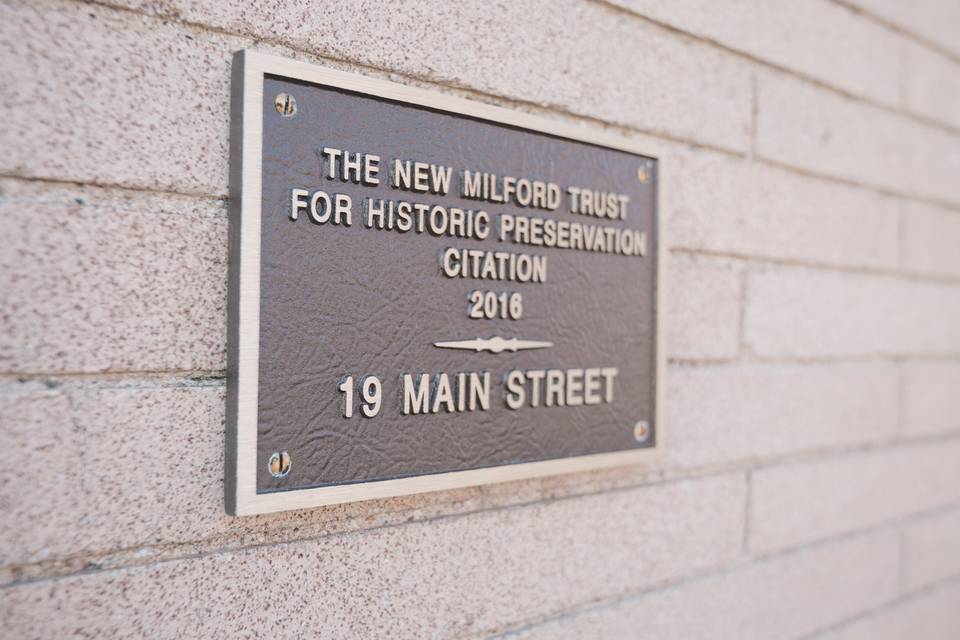 THE NEW MILFORD TRUST
FOR HISTORIC PRESERVATION
CITATION
2016
19 MAIN STREET